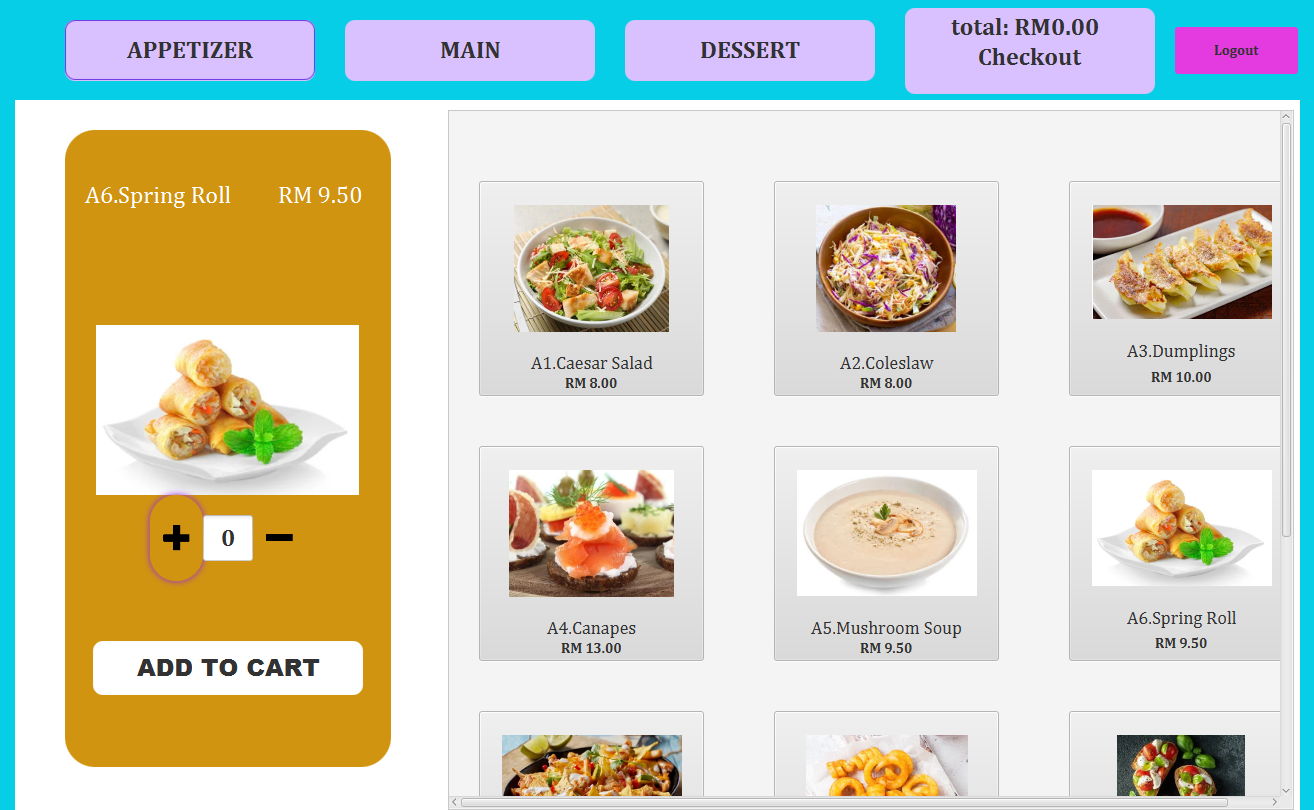 APPETIZER
MAIN
DESSERT
total: RM0.00
Checkout
Logout
A6.Spring Roll RM 9.50
0
ADD TO CART
A1.Caesar Salad
RM 8.00
A2.Coleslaw
RM 8.00
A3.Dumplings
RM 10.00
A4.Canapes
RM 13.00
A5.Mushroom Soup
RM 9.50
A6.Spring Roll
RM 9.50